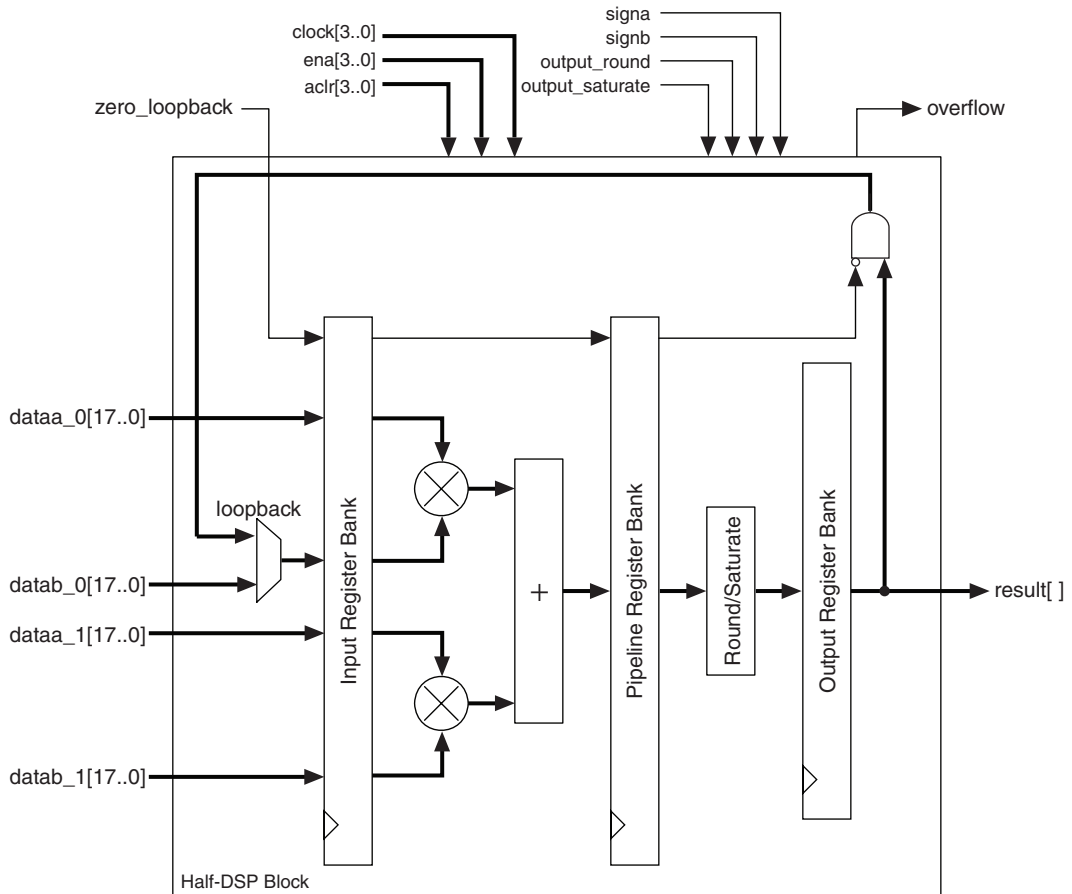 signa
signb
output_round
output_saturate
clock[3..0]
ena[3..0]
aclr[3..0]
zero_loopback
overflow
dataa_0[17..0]
loopback
datab_0[17..0]
dataa_1[17..0]
datab_1[17..0]
Input Register Bank
+
Pipeline Register Bank
Round/Saturate
Output Register Bank
result[ ]
Half-DSP Block